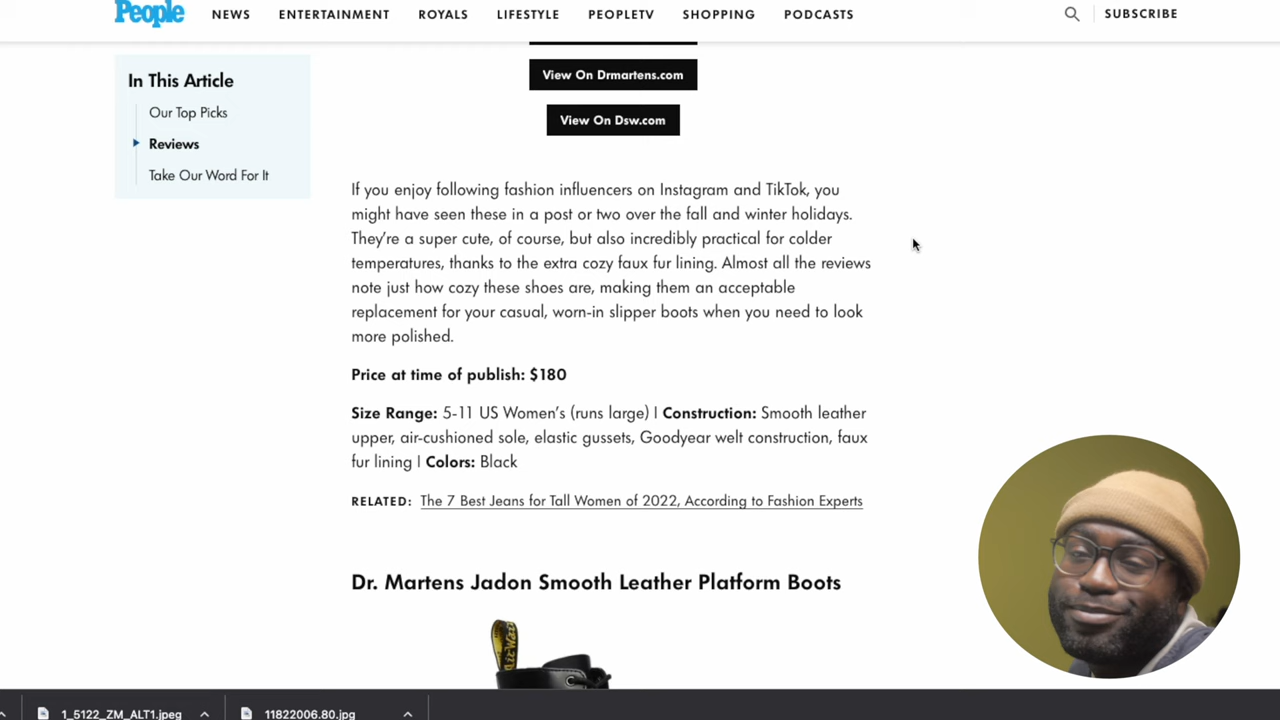 People NEWS ENTERTAINMENT ROYALS LIFESTYLE PEOPLETV SHOPPING PODCASTS SUBSCRIBE
In This Article
Our Top Picks
Reviews
Take Our Word For It
View On Drmartens.com
View On Dsw.com
If you enjoy following fashion influencers on Instagram and TikTok, you
might have seen these in a post or two over the fall and winter holidays.
They're a super cute, of course, but also incredibly practical for colder
temperatures, thanks to the extra cozy faux fur lining. Almost all the reviews
note just how cozy these shoes are, making them an acceptable
replacement for your casual, worn-in slipper boots when you need to look
more polished.
Price at time of publish: $180
Size Range: 5-11 US Women's (runs large) | Construction: Smooth leather
upper, air-cushioned sole, elastic gussets, Goodyear welt construction, faux
fur lining | Colors: Black
RELATED: The 7 Best Jeans for Tall Women of 2022, According to Fashion Experts
Dr. Martens Jadon Smooth Leather Platform Boots
1_5122_ZM_ALT1.jpeg
11822006.80.jpg